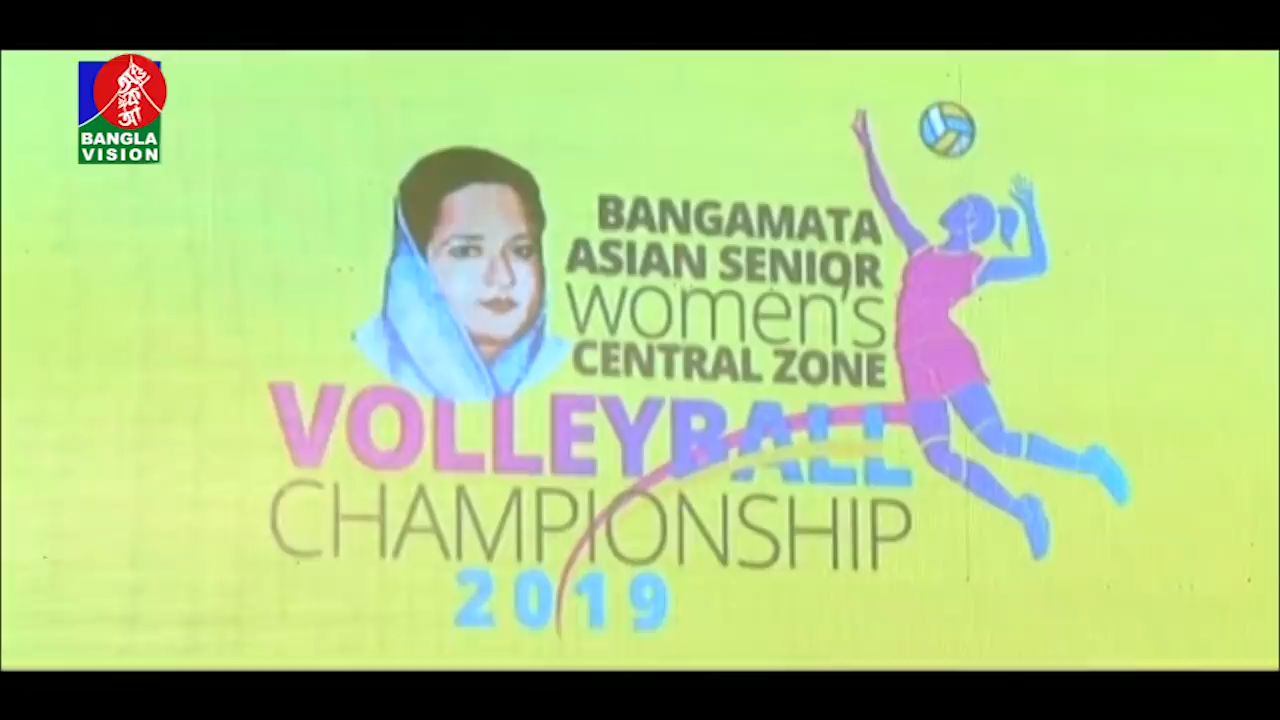 BANGLA
VISION
BANGAMATA
ASIAN SENIOR
women's
CENTRAL ZONE
VOLLEYBALL
CHAMPIONSHIP
2019